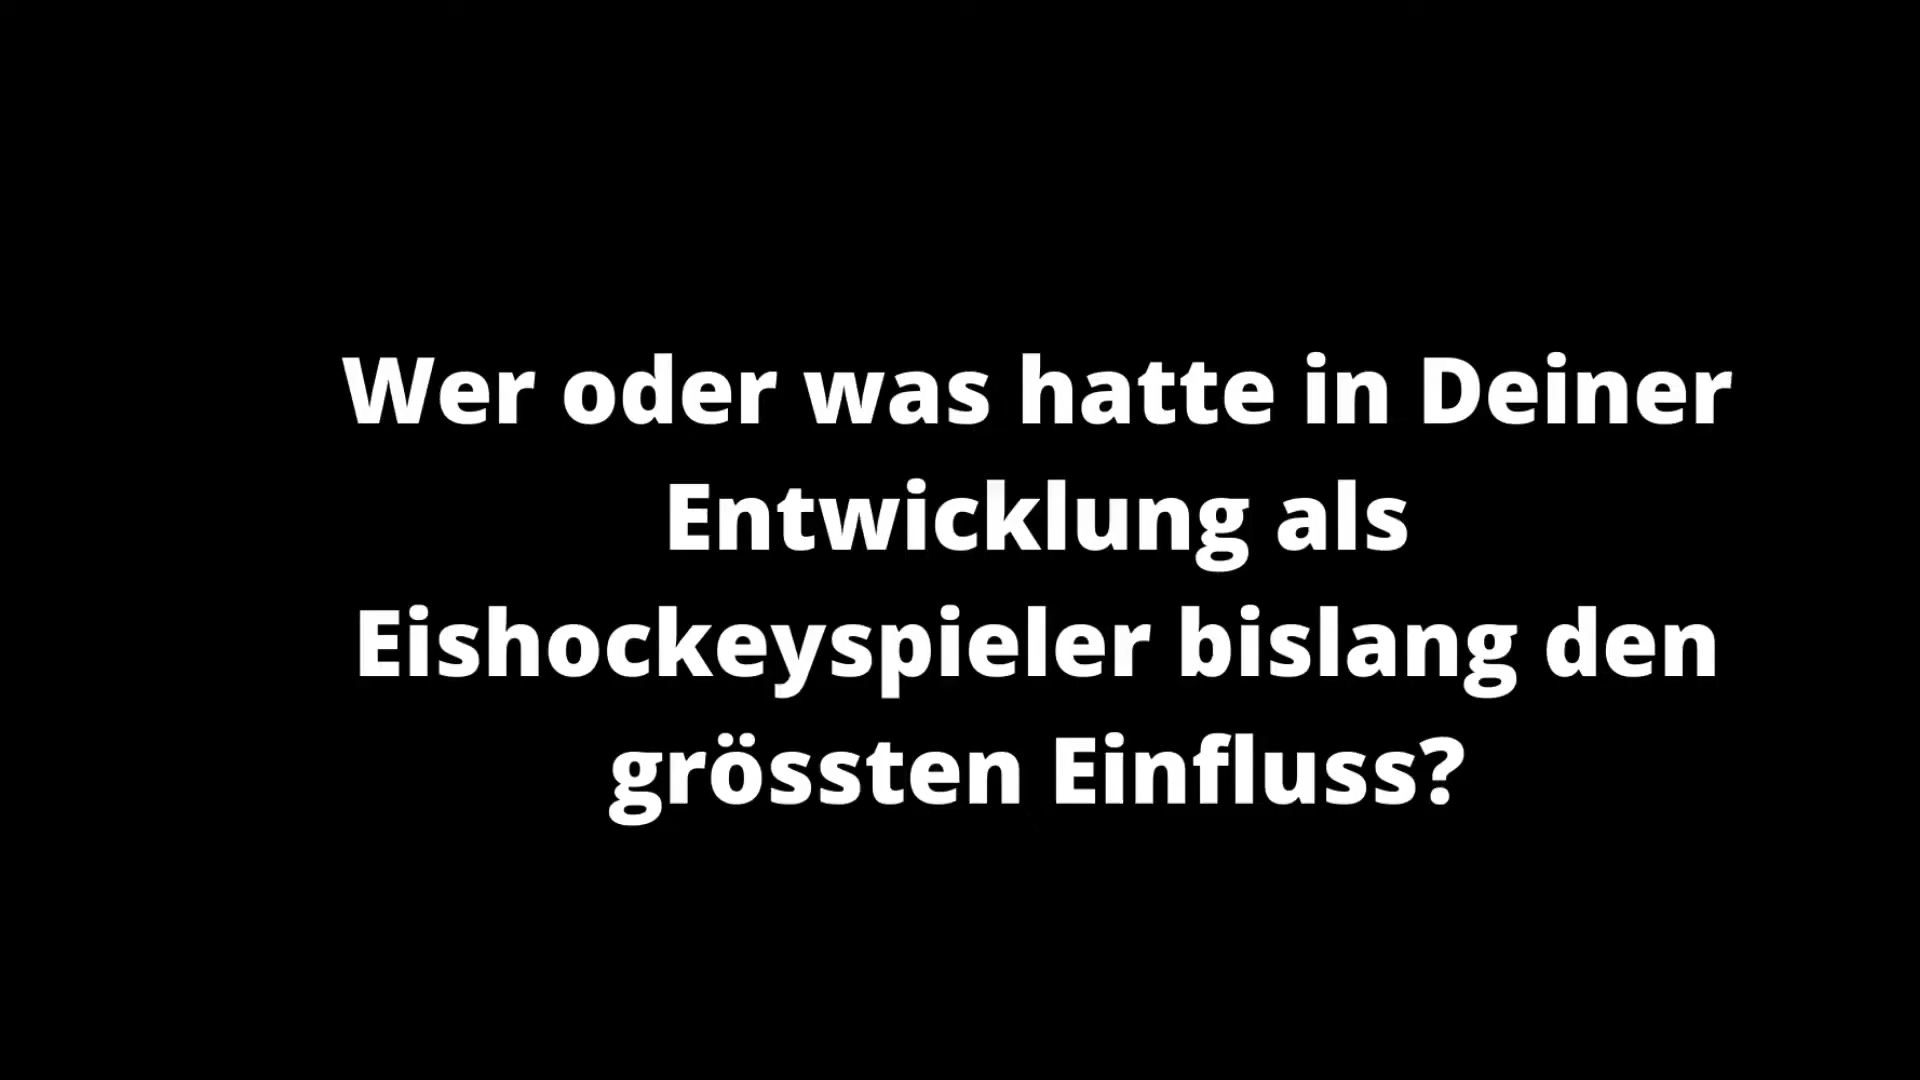 Wer oder was hatte in Deiner
Entwicklung als
Eishockeyspieler bislang den
grössten Einfluss?